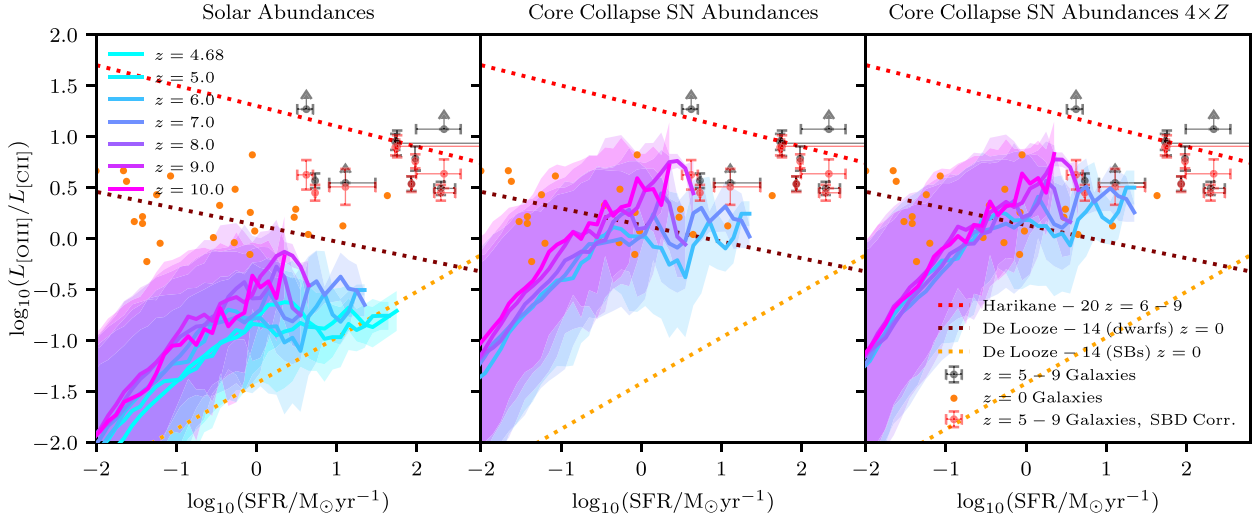 Solar Abundances
Core Collapse SN Abundances
Core Collapse SN Abundances 4×Z
log₁₀(L[OIII]/L[CII])
2.0
1.5
1.0
0.5
0.0
−0.5
−1.0
−1.5
−2.0
z = 4.68
z = 5.0
z = 6.0
z = 7.0
z = 8.0
z = 9.0
z = 10.0
Harikane − 20 z = 6 − 9
De Looze − 14 (dwarfs) z = 0
De Looze − 14 (SBs) z = 0
z = 5 − 9 Galaxies
z = 0 Galaxies
z = 5 − 9 Galaxies, SBD Corr.
−2 −1 0 1 −2 −1 0 1 −2 −1 0 1 2
log₁₀(SFR/M⊙yr⁻¹)
log₁₀(SFR/M⊙yr⁻¹)
log₁₀(SFR/M⊙yr⁻¹)